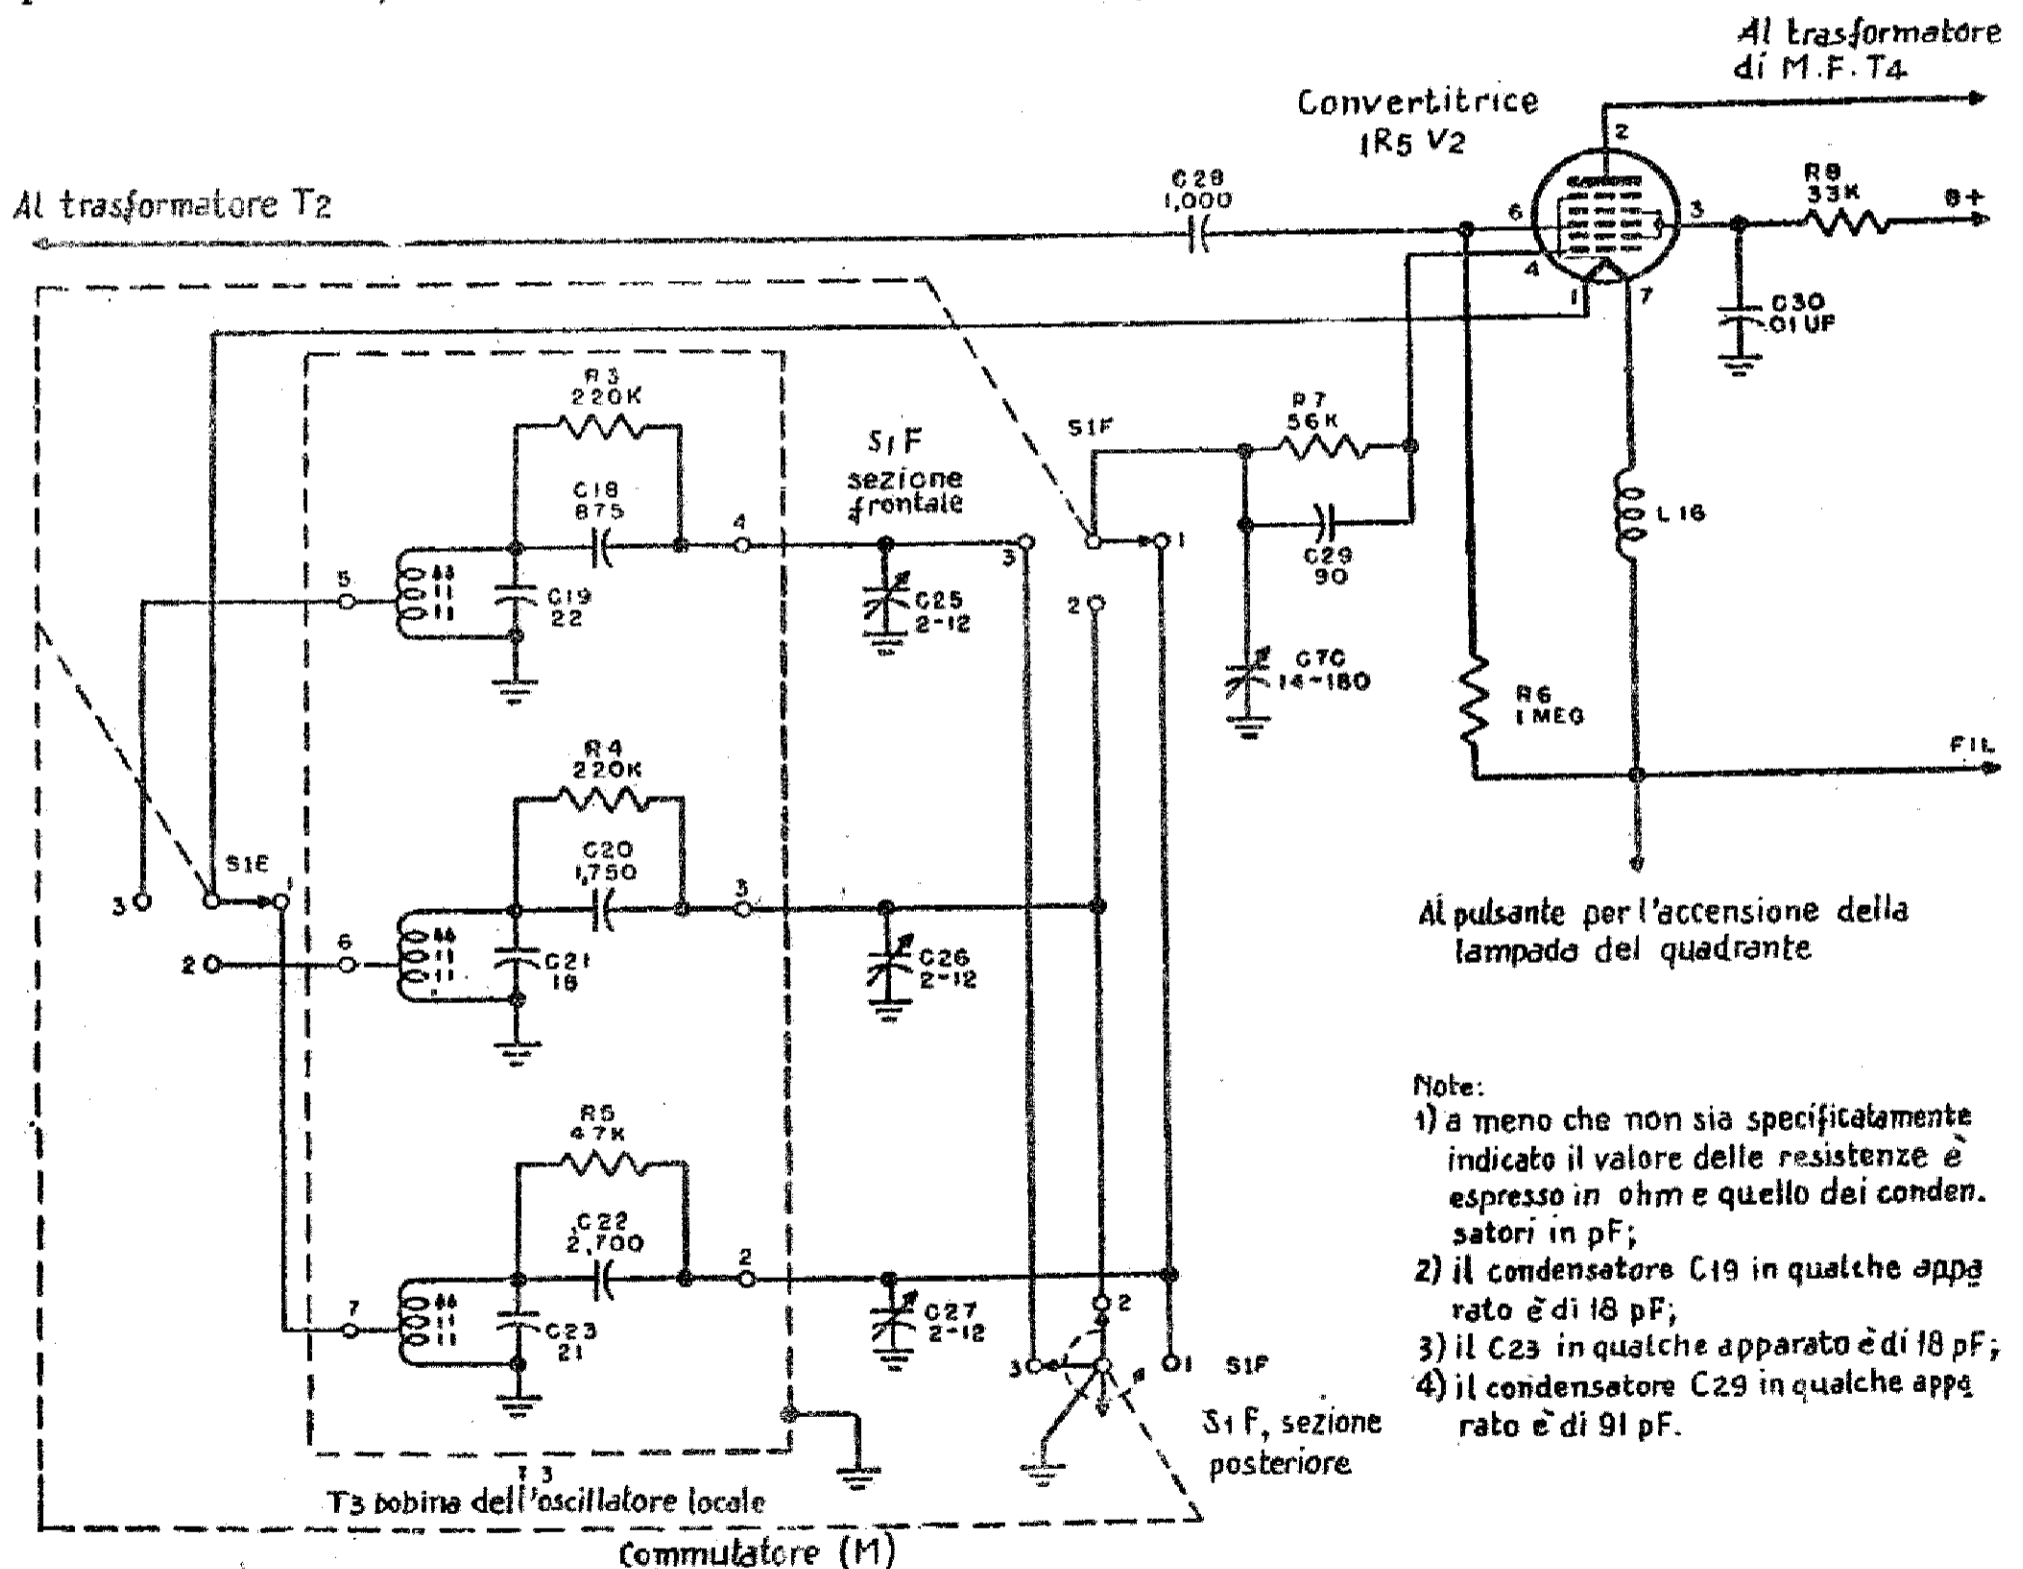 Al trasformatore
di M.F. T4
Convertitrice
1R5 V2
2
C28
1,000
R8
33K
B+
Al trasformatore T2
6
3
4
1
7
C30
.01 UF
R3
220K
R7
56K
S1F
S1F
sezione
frontale
L16
C18
875
4
3
1
C29
90
5
C19
22
C25
2-12
2
C7C
14-180
R6
1 MEG
R4
220K
FIL
S1E
C20
1,750
3
1
3
Al pulsante per l'accensione della
lampada del quadrante
2
6
C21
18
C26
2-12
Note:
1) a meno che non sia specificatamente
indicato il valore delle resistenze è
espresso in ohm e quello dei conden.
satori in pF;
2) il condensatore C19 in qualche appa
rato è di 18 pF;
3) il C23 in qualche apparato è di 18 pF;
4) il condensatore C29 in qualche appa
rato è di 91 pF.
R5
47K
C22
2,700
2
7
C23
21
C27
2-12
2
3
1
S1F
S1F, sezione
posteriore
T3
T3 bobina dell'oscillatore locale
Commutatore (M)